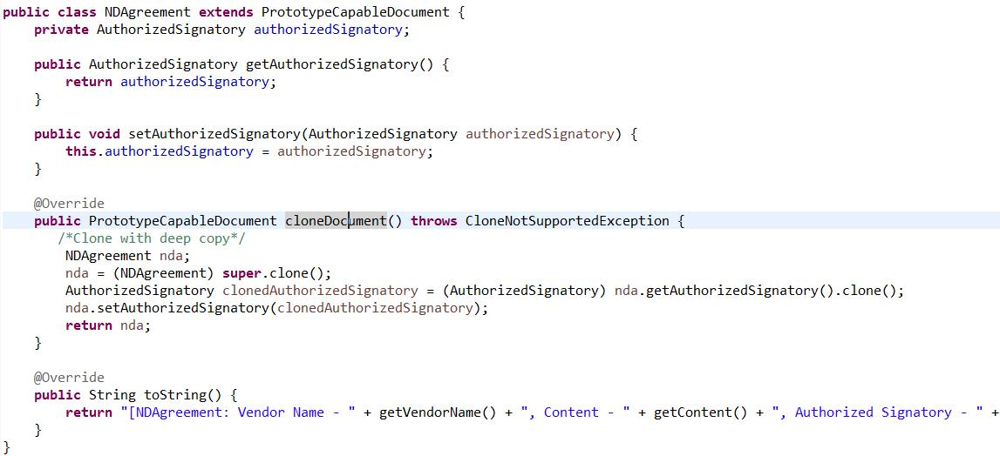 public class NDAgreement extends PrototypeCapableDocument {
    private AuthorizedSignatory authorizedSignatory;

    public AuthorizedSignatory getAuthorizedSignatory() {
        return authorizedSignatory;
    }

    public void setAuthorizedSignatory(AuthorizedSignatory authorizedSignatory) {
        this.authorizedSignatory = authorizedSignatory;
    }

    @Override
    public PrototypeCapableDocument cloneDocument() throws CloneNotSupportedException {
       /*Clone with deep copy*/
        NDAgreement nda;
        nda = (NDAgreement) super.clone();
        AuthorizedSignatory clonedAuthorizedSignatory = (AuthorizedSignatory) nda.getAuthorizedSignatory().clone();
        nda.setAuthorizedSignatory(clonedAuthorizedSignatory);
        return nda;
    }

    @Override
    public String toString() {
        return "[NDAgreement: Vendor Name - " + getVendorName() + ", Content - " + getContent() + ", Authorized Signatory - " +
    }
}